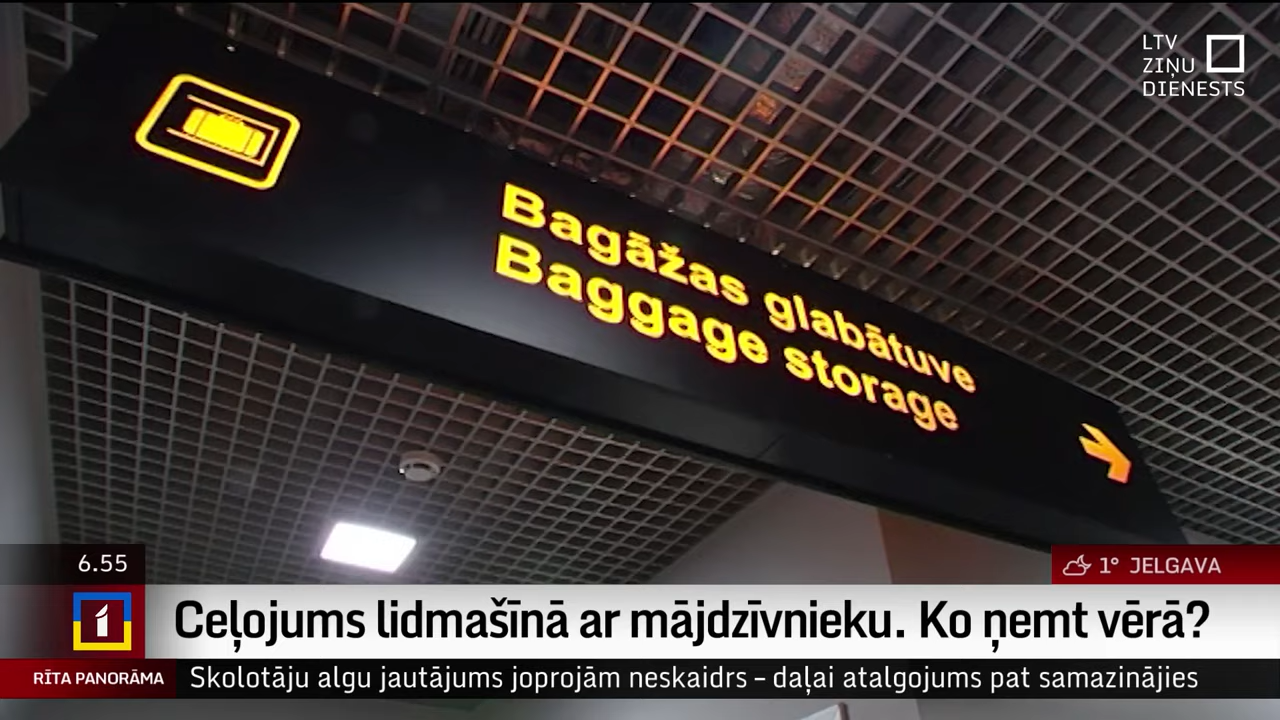 LTV
ZIŅU
DIENESTS
Bagāžas glabātuve
Baggage storage
6.55
1° JELGAVA
1
Ceļojums lidmašīnā ar mājdzīvnieku. Ko ņemt vērā?
RĪTA PANORĀMA
Skolotāju algu jautājums joprojām neskaidrs – daļai atalgojums pat samazinājies